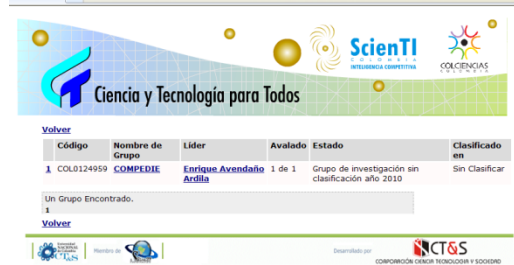 ScienTI
COLOMBIA
INTELIGENCIA COMPETITIVA
COLCIENCIAS
COLOMBIA
Ciencia y Tecnología para Todos
Volver
Código Nombre de Grupo Líder Avalado Estado Clasificado en
1 COL0124959 COMPEDIE Enrique Avendaño Ardila 1 de 1 Grupo de investigación sin clasificación año 2010 Sin Clasificar
Un Grupo Encontrado.
1
Volver
Miembro de
Desarrollado por
CT&S
CORPORACIÓN CIENCIA TECNOLOGIA Y SOCIEDAD